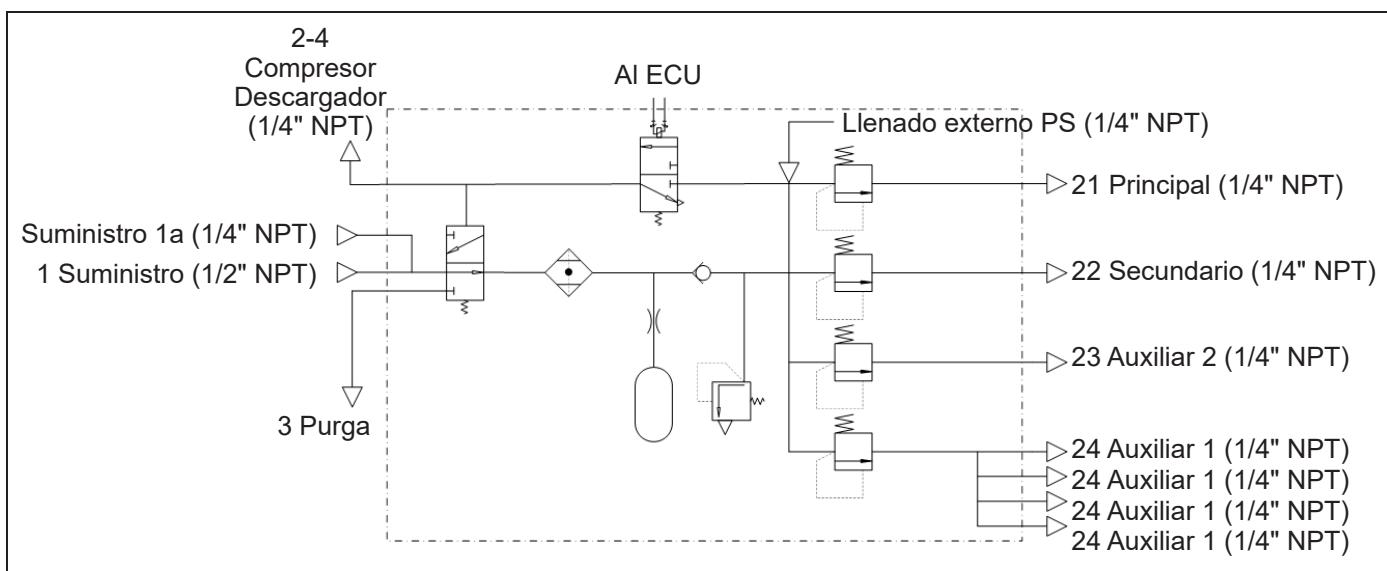 2-4
Compresor
Descargador
(1/4" NPT)
Al ECU
Llenado externo PS (1/4" NPT)
21 Principal (1/4" NPT)
Suministro 1a (1/4" NPT)
1 Suministro (1/2" NPT)
22 Secundario (1/4" NPT)
23 Auxiliar 2 (1/4" NPT)
3 Purga
24 Auxiliar 1 (1/4" NPT)
24 Auxiliar 1 (1/4" NPT)
24 Auxiliar 1 (1/4" NPT)
24 Auxiliar 1 (1/4" NPT)